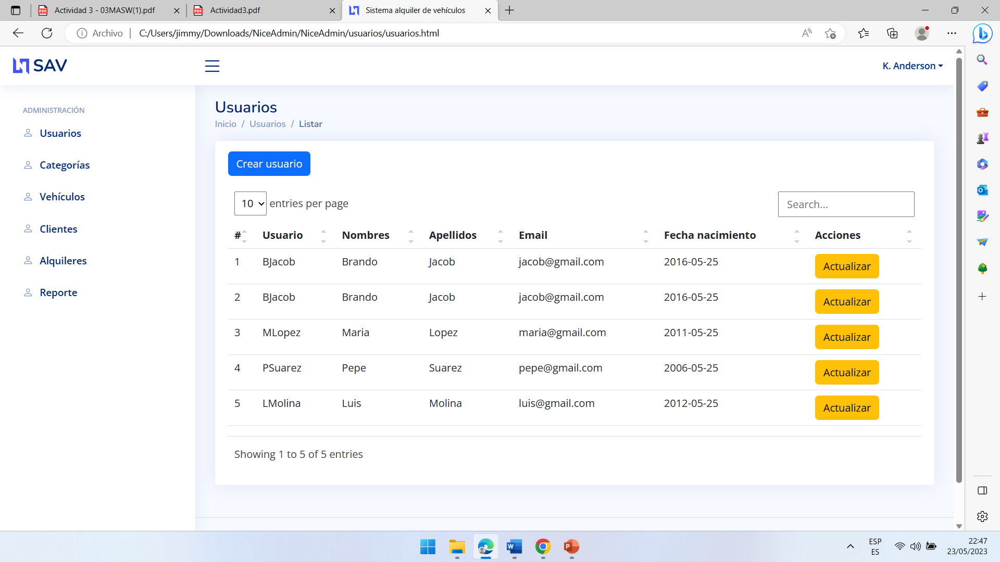 Actividad 3 - 03MASW(1).pdf
Actividad3.pdf
Sistema alquiler de vehículos
Archivo
C:/Users/jimmy/Downloads/NiceAdmin/NiceAdmin/usuarios/usuarios.html
SAV
K. Anderson
ADMINISTRACIÓN
Usuarios
Categorías
Vehículos
Clientes
Alquileres
Reporte
Usuarios
Inicio / Usuarios / Listar
Crear usuario
10 entries per page
Search...
# Usuario Nombres Apellidos Email Fecha nacimiento Acciones
1 BJacob Brando Jacob jacob@gmail.com 2016-05-25 Actualizar
2 BJacob Brando Jacob jacob@gmail.com 2016-05-25 Actualizar
3 MLopez Maria Lopez maria@gmail.com 2011-05-25 Actualizar
4 PSuarez Pepe Suarez pepe@gmail.com 2006-05-25 Actualizar
5 LMolina Luis Molina luis@gmail.com 2012-05-25 Actualizar
Showing 1 to 5 of 5 entries
ESP
ES
22:47
23/05/2023